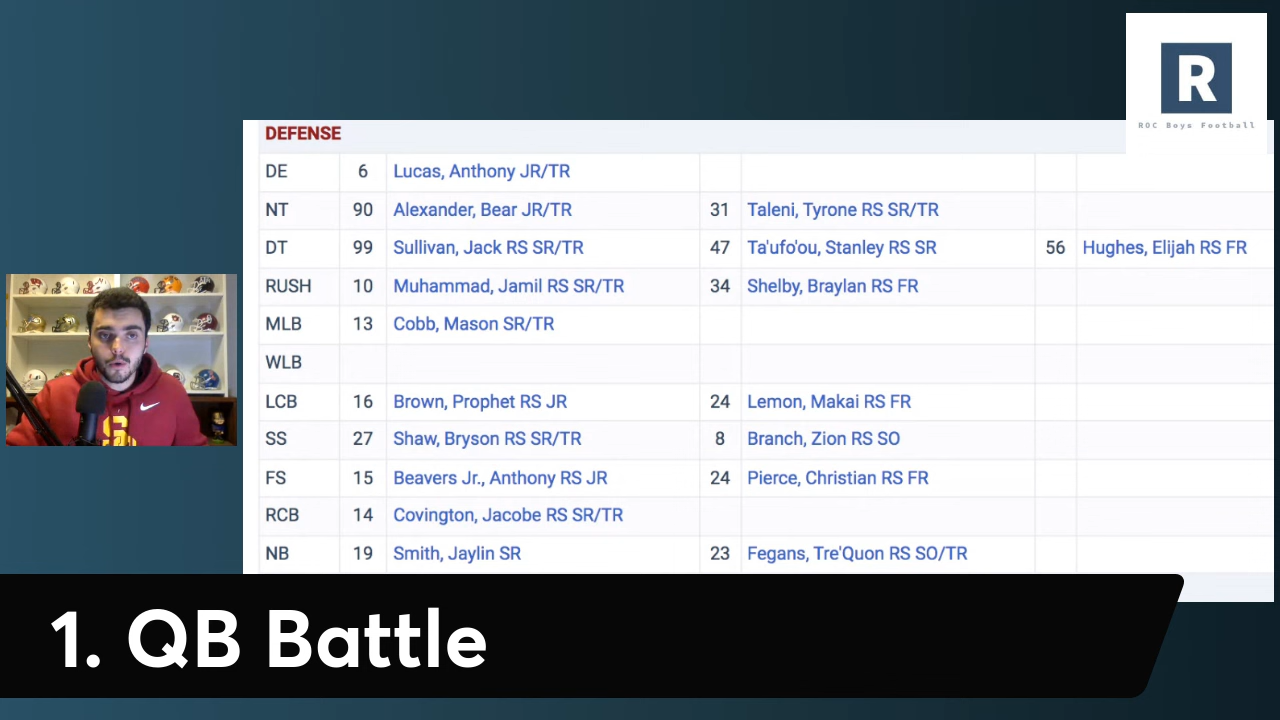 R
ROC Boys Football
DEFENSE
DE 6 Lucas, Anthony JR/TR
NT 90 Alexander, Bear JR/TR 31 Taleni, Tyrone RS SR/TR
DT 99 Sullivan, Jack RS SR/TR 47 Ta'ufo'ou, Stanley RS SR 56 Hughes, Elijah RS FR
RUSH 10 Muhammad, Jamil RS SR/TR 34 Shelby, Braylan RS FR
MLB 13 Cobb, Mason SR/TR
WLB
LCB 16 Brown, Prophet RS JR 24 Lemon, Makai RS FR
SS 27 Shaw, Bryson RS SR/TR 8 Branch, Zion RS SO
FS 15 Beavers Jr., Anthony RS JR 24 Pierce, Christian RS FR
RCB 14 Covington, Jacobe RS SR/TR
NB 19 Smith, Jaylin SR 23 Fegans, Tre'Quon RS SO/TR
SC
1. QB Battle